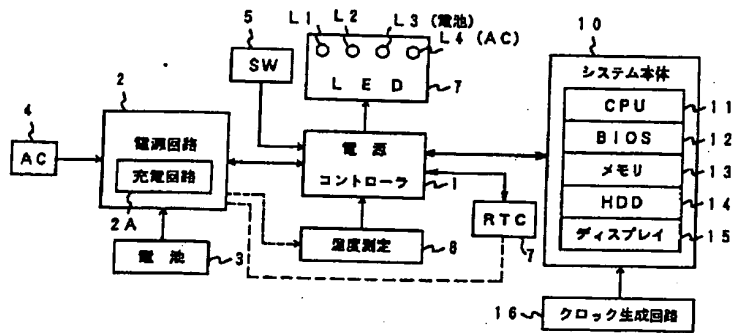 L1 L2 L3 (電池)
L4 (AC)
5
SW
LED
7
10
システム本体
CPU 11
BIOS 12
メモリ 13
HDD 14
ディスプレイ 15
2
4
AC
電源回路
充電回路
2A
電源
コントローラ
1
RTC
7
温度測定
6
電池
3
16
クロック生成回路